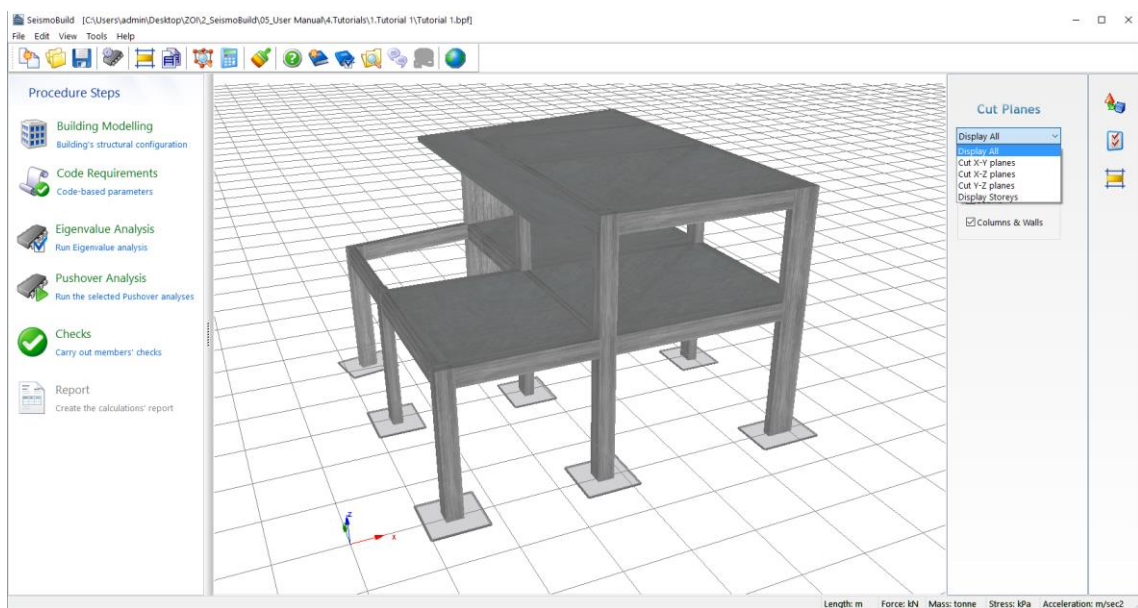 SeismoBuild [C:\Users\admin\Desktop\ZOI\2_SeismoBuild\05_User Manual\4.Tutorials\1.Tutorial 1\Tutorial 1.bpf]
File Edit View Tools Help
Procedure Steps
Building Modelling
Building's structural configuration
Code Requirements
Code-based parameters
Eigenvalue Analysis
Run Eigenvalue analysis
Pushover Analysis
Run the selected Pushover analyses
Checks
Carry out members' checks
Report
Create the calculations' report
z
x
Cut Planes
Display All
Display All
Cut X-Y planes
Cut X-Z planes
Cut Y-Z planes
Display Storeys
Columns & Walls
Length: m Force: kN Mass: tonne Stress: kPa Acceleration: m/sec2